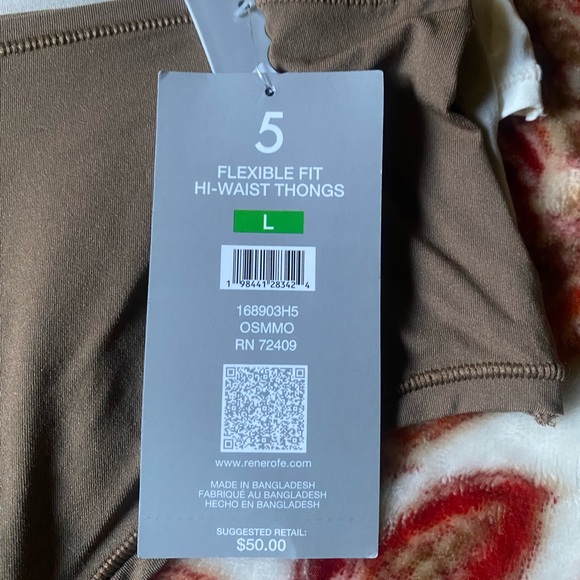 5
FLEXIBLE FIT
HI-WAIST THONGS
L
1 98441 28342 4
168903H5
OSMMO
RN 72409
www.renerofe.com
MADE IN BANGLADESH
FABRIQUÉ AU BANGLADESH
HECHO EN BANGLADESH
SUGGESTED RETAIL:
$50.00